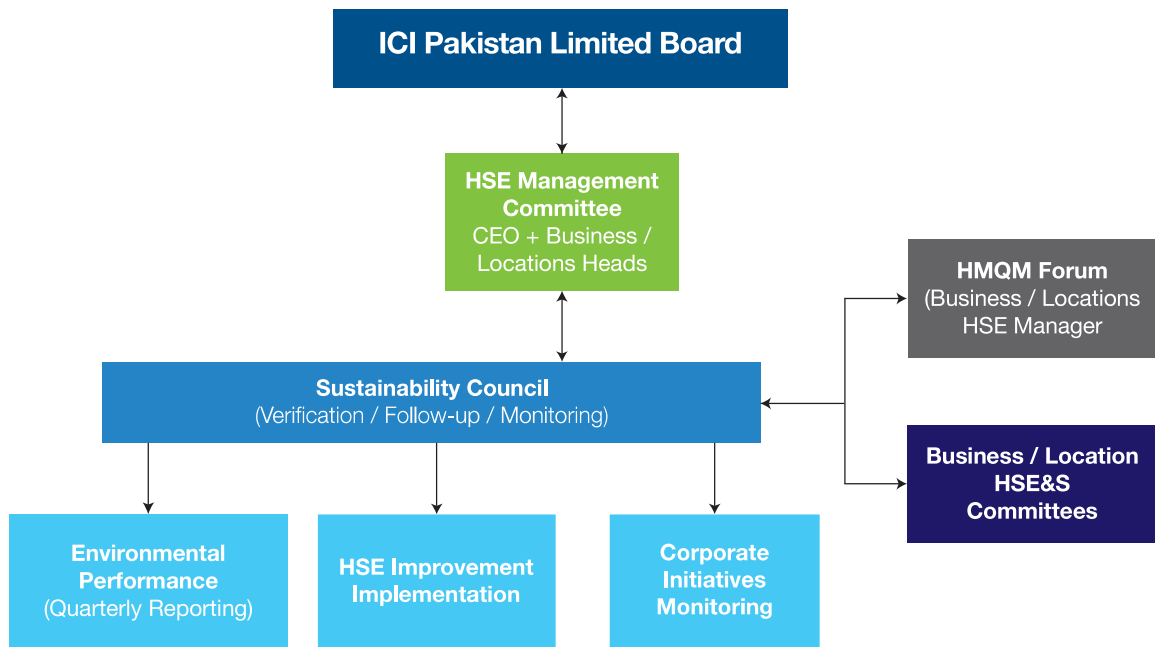 ICI Pakistan Limited Board
HSE Management
Committee
CEO + Business /
Locations Heads
HMQM Forum
(Business / Locations
HSE Manager
Sustainability Council
(Verification / Follow-up / Monitoring)
Business / Location
HSE&S
Committees
Environmental
Performance
(Quarterly Reporting)
HSE Improvement
Implementation
Corporate
Initiatives
Monitoring